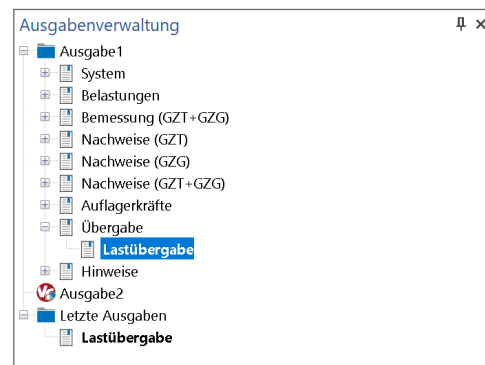 Ausgabenverwaltung
Ausgabe1
System
Belastungen
Bemessung (GZT+GZG)
Nachweise (GZT)
Nachweise (GZG)
Nachweise (GZT+GZG)
Auflagerkräfte
Übergabe
Lastübergabe
Hinweise
Ausgabe2
Letzte Ausgaben
Lastübergabe